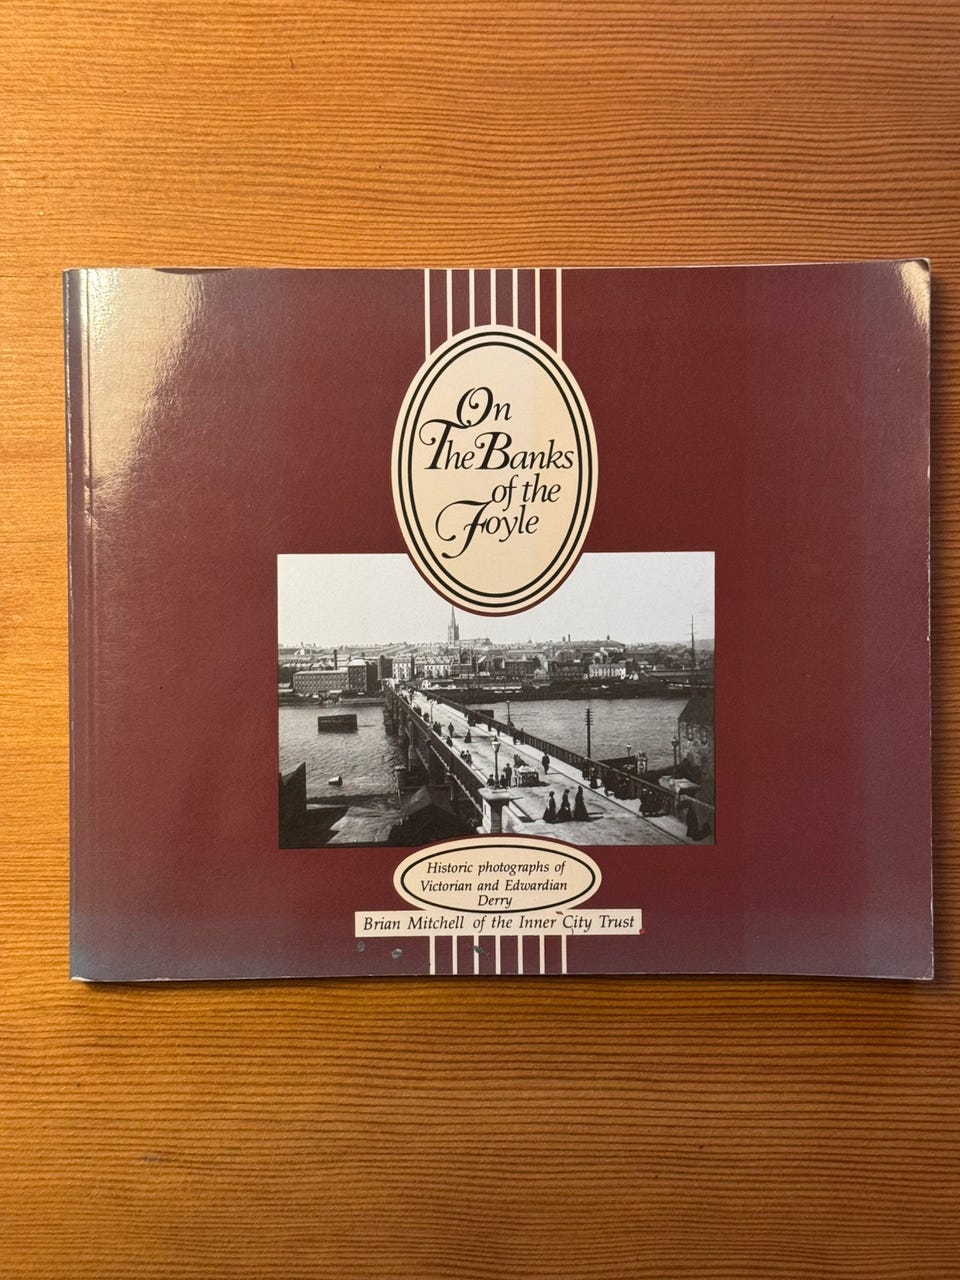 On
The Banks
of the
Foyle
Historic photographs of
Victorian and Edwardian
Derry
Brian Mitchell of the Inner City Trust